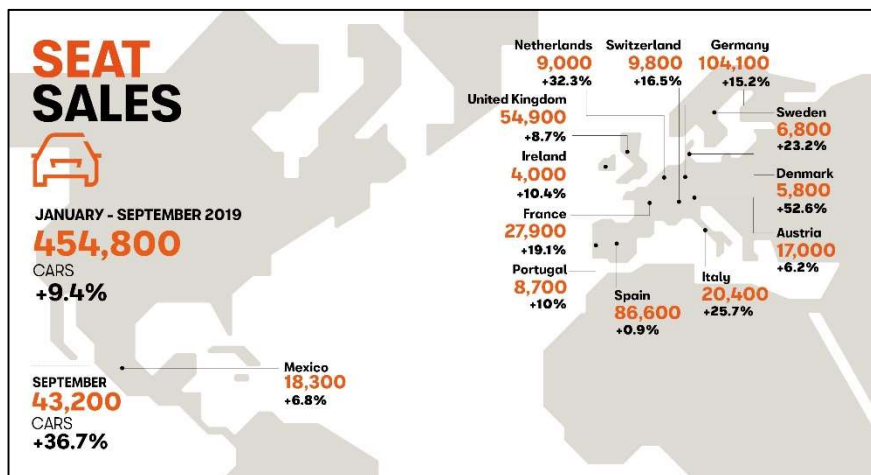 SEAT
SALES
JANUARY - SEPTEMBER 2019
454,800
CARS
+9.4%
SEPTEMBER
43,200
CARS
+36.7%
Mexico
18,300
+6.8%
Netherlands
9,000
+32.3%
Switzerland
9,800
+16.5%
Germany
104,100
+15.2%
United Kingdom
54,900
+8.7%
Ireland
4,000
+10.4%
France
27,900
+19.1%
Portugal
8,700
+10%
Spain
86,600
+0.9%
Italy
20,400
+25.7%
Sweden
6,800
+23.2%
Denmark
5,800
+52.6%
Austria
17,000
+6.2%